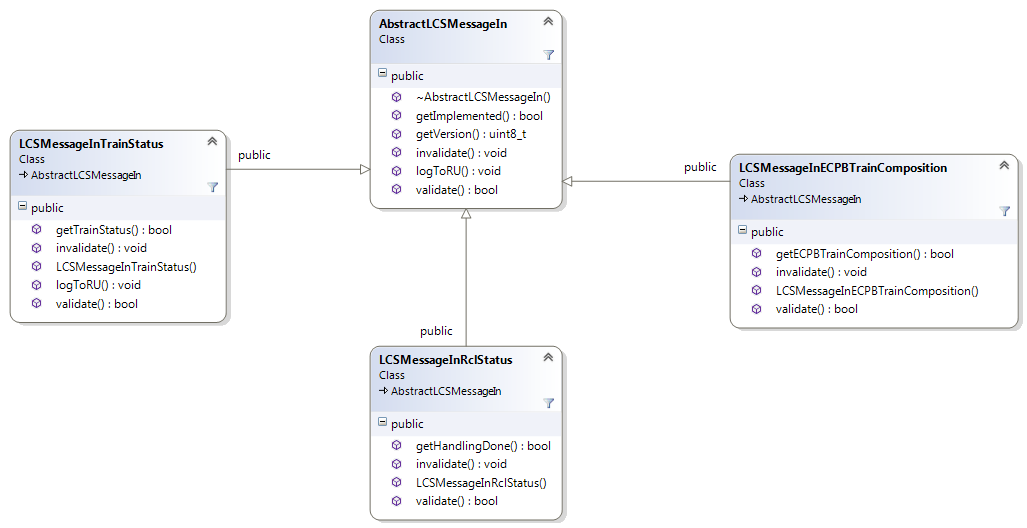 AbstractLCSMessageIn
Class
public
~AbstractLCSMessageIn()
getImplemented() : bool
getVersion() : uint8_t
invalidate() : void
logToRU() : void
validate() : bool
LCSMessageInTrainStatus
Class
AbstractLCSMessageIn
public
getTrainStatus() : bool
invalidate() : void
LCSMessageInTrainStatus()
logToRU() : void
validate() : bool
public
public
LCSMessageInECPBTrainComposition
Class
AbstractLCSMessageIn
public
getECPBTrainComposition() : bool
invalidate() : void
LCSMessageInECPBTrainComposition()
validate() : bool
public
LCSMessageInRclStatus
Class
AbstractLCSMessageIn
public
getHandlingDone() : bool
invalidate() : void
LCSMessageInRclStatus()
validate() : bool